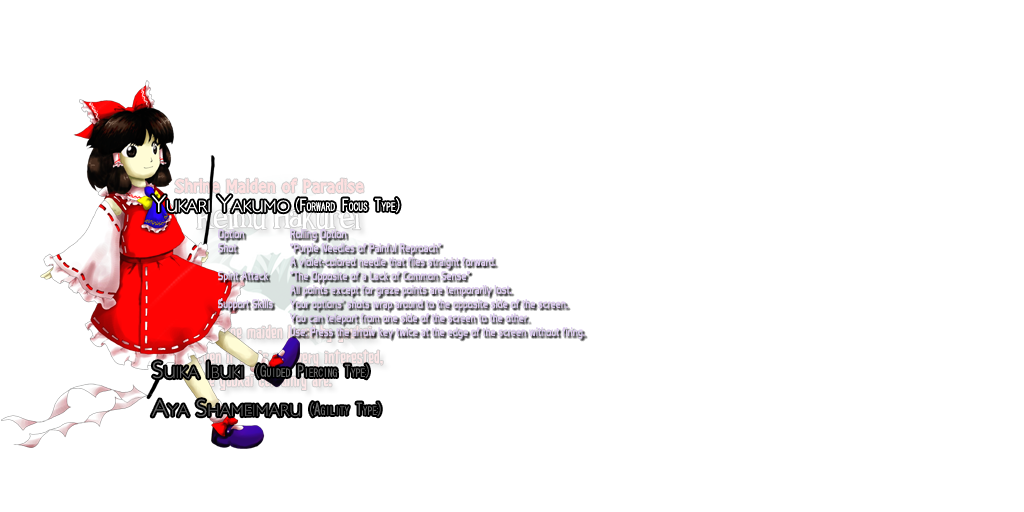 Shrine Maiden of Paradise
Yukari Yakumo (Forward Focus Type)
Reimu Hakurei
Option Rolling Option
Shot "Purple Needles of Painful Reproach"
A violet-colored needle that flies straight forward.
Spirit Attack "The Opposite of a Lack of Common Sense"
All points except for graze points are temporarily lost.
Support Skills Your options' shots wrap around to the opposite side of the screen.
You can teleport from one side of the screen to the other.
maiden
Use: Press the arrow key twice at the edge of the screen without firing.
interested,
Suika Ibuki (Guided Piercing Type)
Aya Shameimaru (Agility Type)